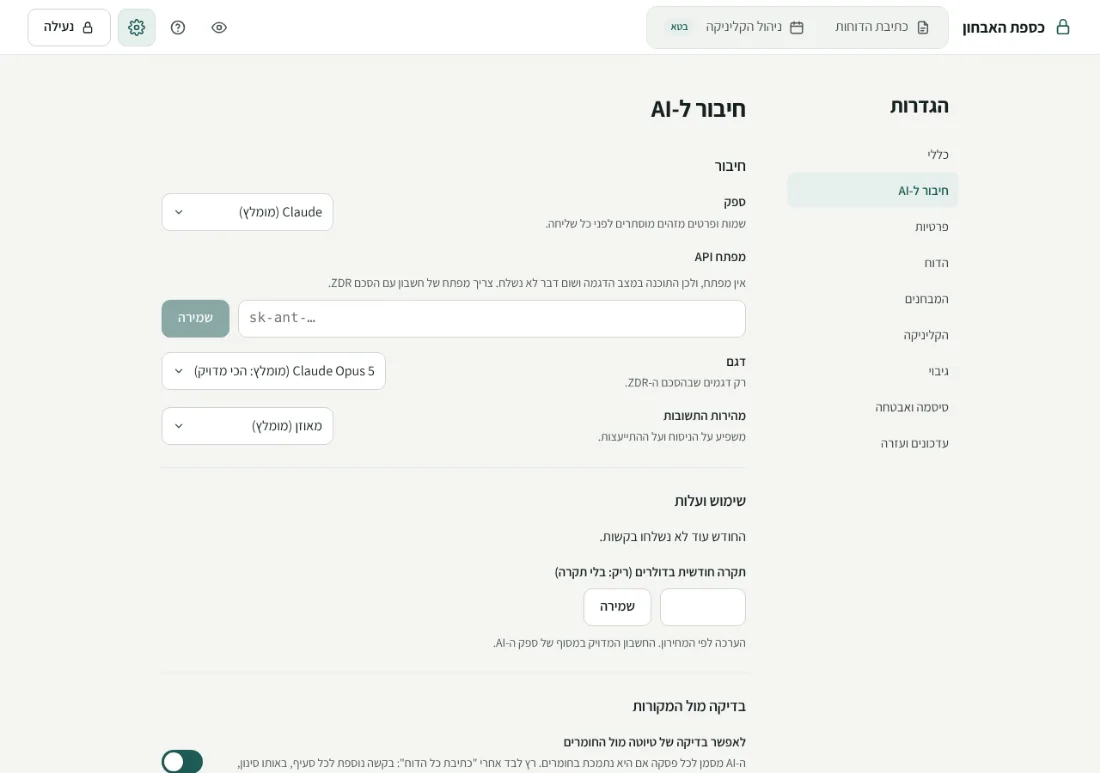 כספת האבחון
כתיבת הדוחות
ניהול הקליניקה
בטא
נעילה
הגדרות
כללי
חיבור ל-AI
פרטיות
הדוח
המבחנים
הקליניקה
גיבוי
סיסמה ואבטחה
עדכונים ועזרה
חיבור ל-AI
חיבור
ספק
שמות ופרטים מזהים מוסתרים לפני כל שליחה.
Claude (מומלץ)
מפתח API
אין מפתח, ולכן התוכנה במצב הדגמה ושום דבר לא נשלח. צריך מפתח של חשבון עם הסכם ZDR.
sk-ant-…
שמירה
דגם
רק דגמים שבהסכם ה-ZDR.
Claude Opus 5 (מומלץ: הכי מדויק)
מהירות התשובות
משפיע על הניסוח ועל ההתייעצות.
מאוזן (מומלץ)
שימוש ועלות
החודש עוד לא נשלחו בקשות.
תקרה חודשית בדולרים (ריק: בלי תקרה)
שמירה
הערכה לפי המחירון. החשבון המדויק במסוף של ספק ה-AI.
בדיקה מול המקורות
לאפשר בדיקה של טיוטה מול החומרים
ה-AI מסמן לכל פסקה אם היא נתמכת בחומרים. רץ לבד אחרי "כתיבת כל הדוח": בקשה נוספת לכל סעיף, באותו סינון,